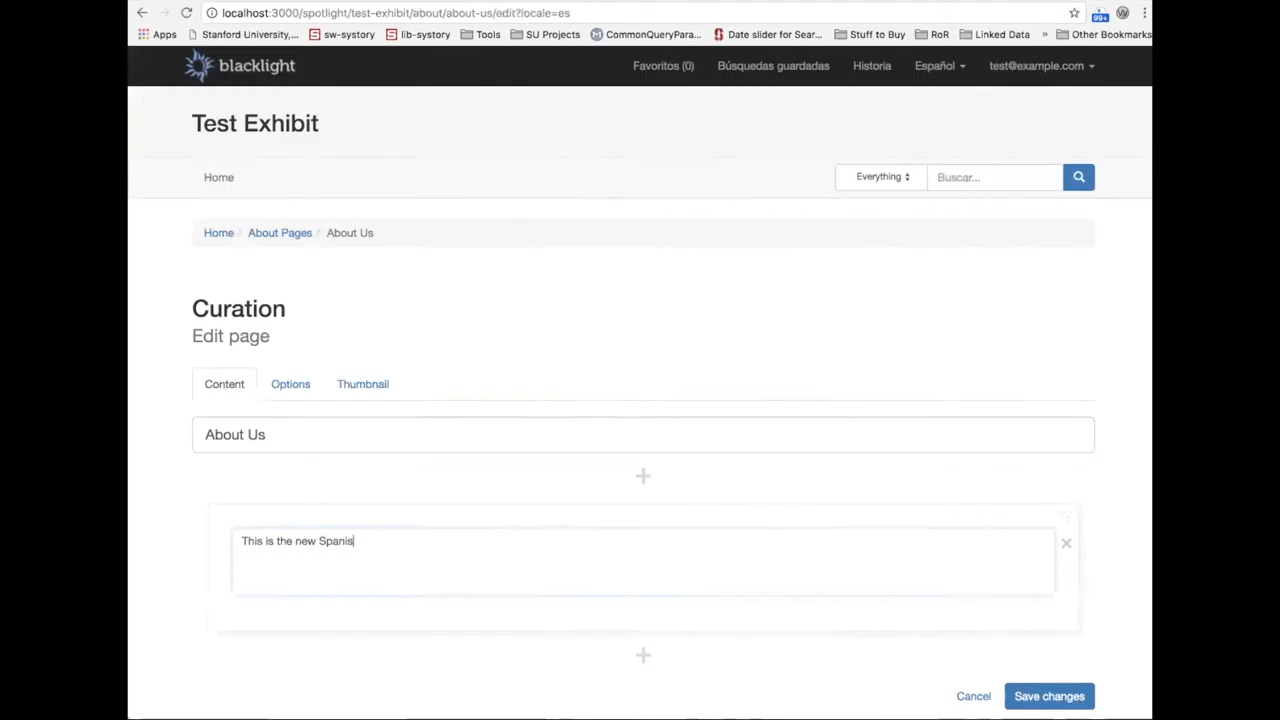 localhost:3000/spotlight/test-exhibit/about/about-us/edit?locale=es
99+
Apps Stanford University,... sw-systory lib-systory Tools SU Projects CommonQueryPara... Date slider for Sear... Stuff to Buy RoR Linked Data » Other Bookmarks
blacklight Favoritos (0) Búsquedas guardadas Historia Español test@example.com
Test Exhibit
Home Everything Buscar...
Home / About Pages / About Us
Curation
Edit page
Content Options Thumbnail
About Us
This is the new Spanis
Cancel Save changes